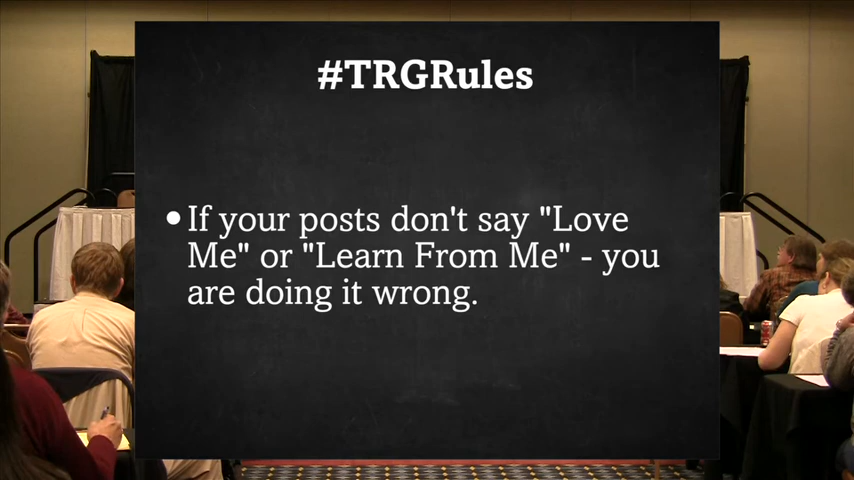 #TRGRules
•If your posts don't say "Love
Me" or "Learn From Me" - you
are doing it wrong.